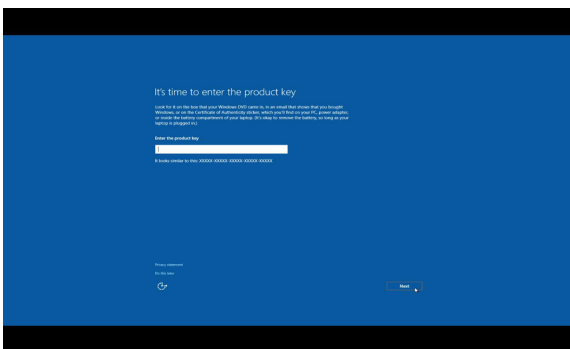 It's time to enter the product key
Look for it on the box that your Windows DVD came in, in an email that shows that you bought
Windows, or on the Certificate of Authenticity sticker, which you'll find on your PC, power adapter,
or inside the battery compartment of your laptop. (It's okay to remove the battery, so long as your
laptop is plugged in.)
Enter the product key
It looks similar to this: XXXXX-XXXXX-XXXXX-XXXXX-XXXXX
Privacy statement
Do this later
Next